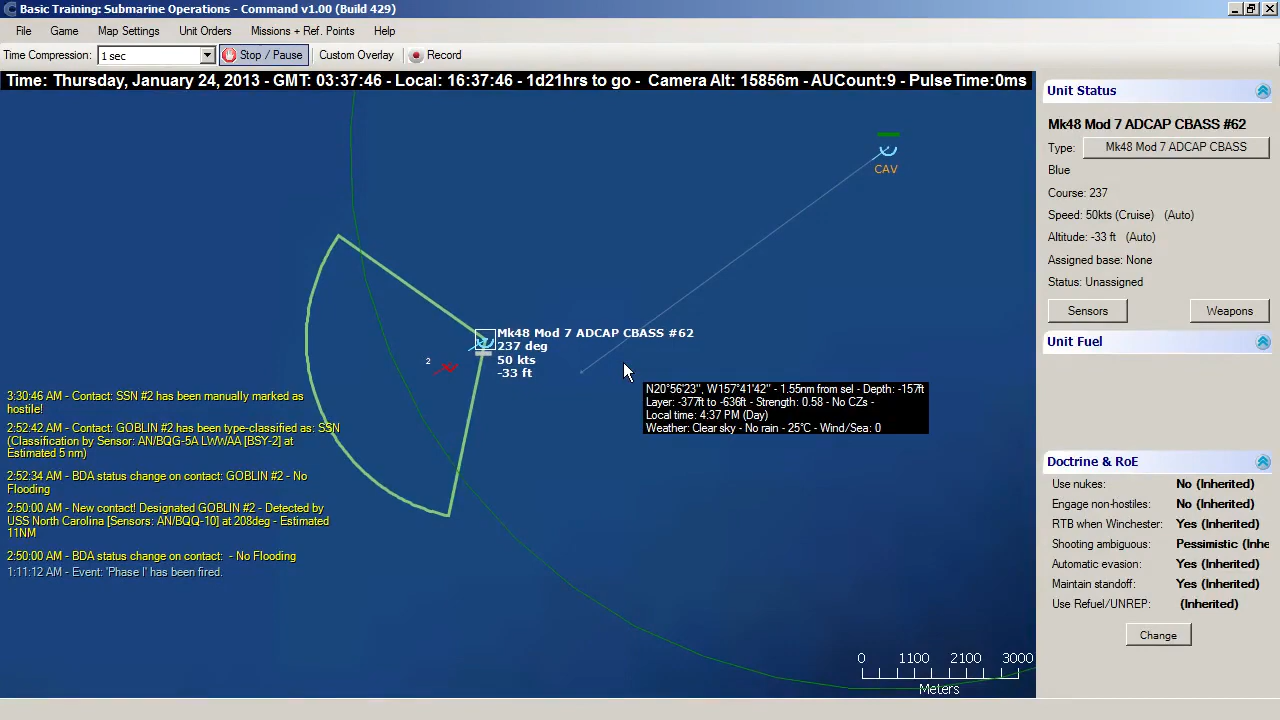 Basic Training: Submarine Operations - Command v1.00 (Build 429)
File Game Map Settings Unit Orders Missions + Ref. Points Help
Time Compression: 1 sec Stop / Pause Custom Overlay Record
Time: Thursday, January 24, 2013 - GMT: 03:37:46 - Local: 16:37:46 - 1d21hrs to go - Camera Alt: 15856m - AUCount:9 - PulseTime:0ms
CAV
Mk48 Mod 7 ADCAP CBASS #62
237 deg
50 kts
-33 ft
2
N20°56'23", W157°41'42" - 1.55nm from sel - Depth: -157ft
Layer: -377ft to -636ft - Strength: 0.58 - No CZs -
Local time: 4:37 PM (Day)
Weather: Clear sky - No rain - 25°C - Wind/Sea: 0
3:30:46 AM - Contact: SSN #2 has been manually marked as
hostile!
2:52:42 AM - Contact: GOBLIN #2 has been type-classified as: SSN
(Classification by Sensor: AN/BQG-5A LWWAA [BSY-2] at
Estimated 5 nm)
2:52:34 AM - BDA status change on contact: GOBLIN #2 - No
Flooding
2:50:00 AM - New contact! Designated GOBLIN #2 - Detected by
USS North Carolina [Sensors: AN/BQQ-10] at 208deg - Estimated
11NM
2:50:00 AM - BDA status change on contact:  - No Flooding
1:11:12 AM - Event: 'Phase I' has been fired.
0 1100 2100 3000
Meters
Unit Status
Mk48 Mod 7 ADCAP CBASS #62
Type: Mk48 Mod 7 ADCAP CBASS
Blue
Course: 237
Speed: 50kts (Cruise) (Auto)
Altitude: -33 ft (Auto)
Assigned base: None
Status: Unassigned
Sensors Weapons
Unit Fuel
Doctrine & RoE
Use nukes: No (Inherited)
Engage non-hostiles: No (Inherited)
RTB when Winchester: Yes (Inherited)
Shooting ambiguous: Pessimistic (Inhe
Automatic evasion: Yes (Inherited)
Maintain standoff: Yes (Inherited)
Use Refuel/UNREP: (Inherited)
Change